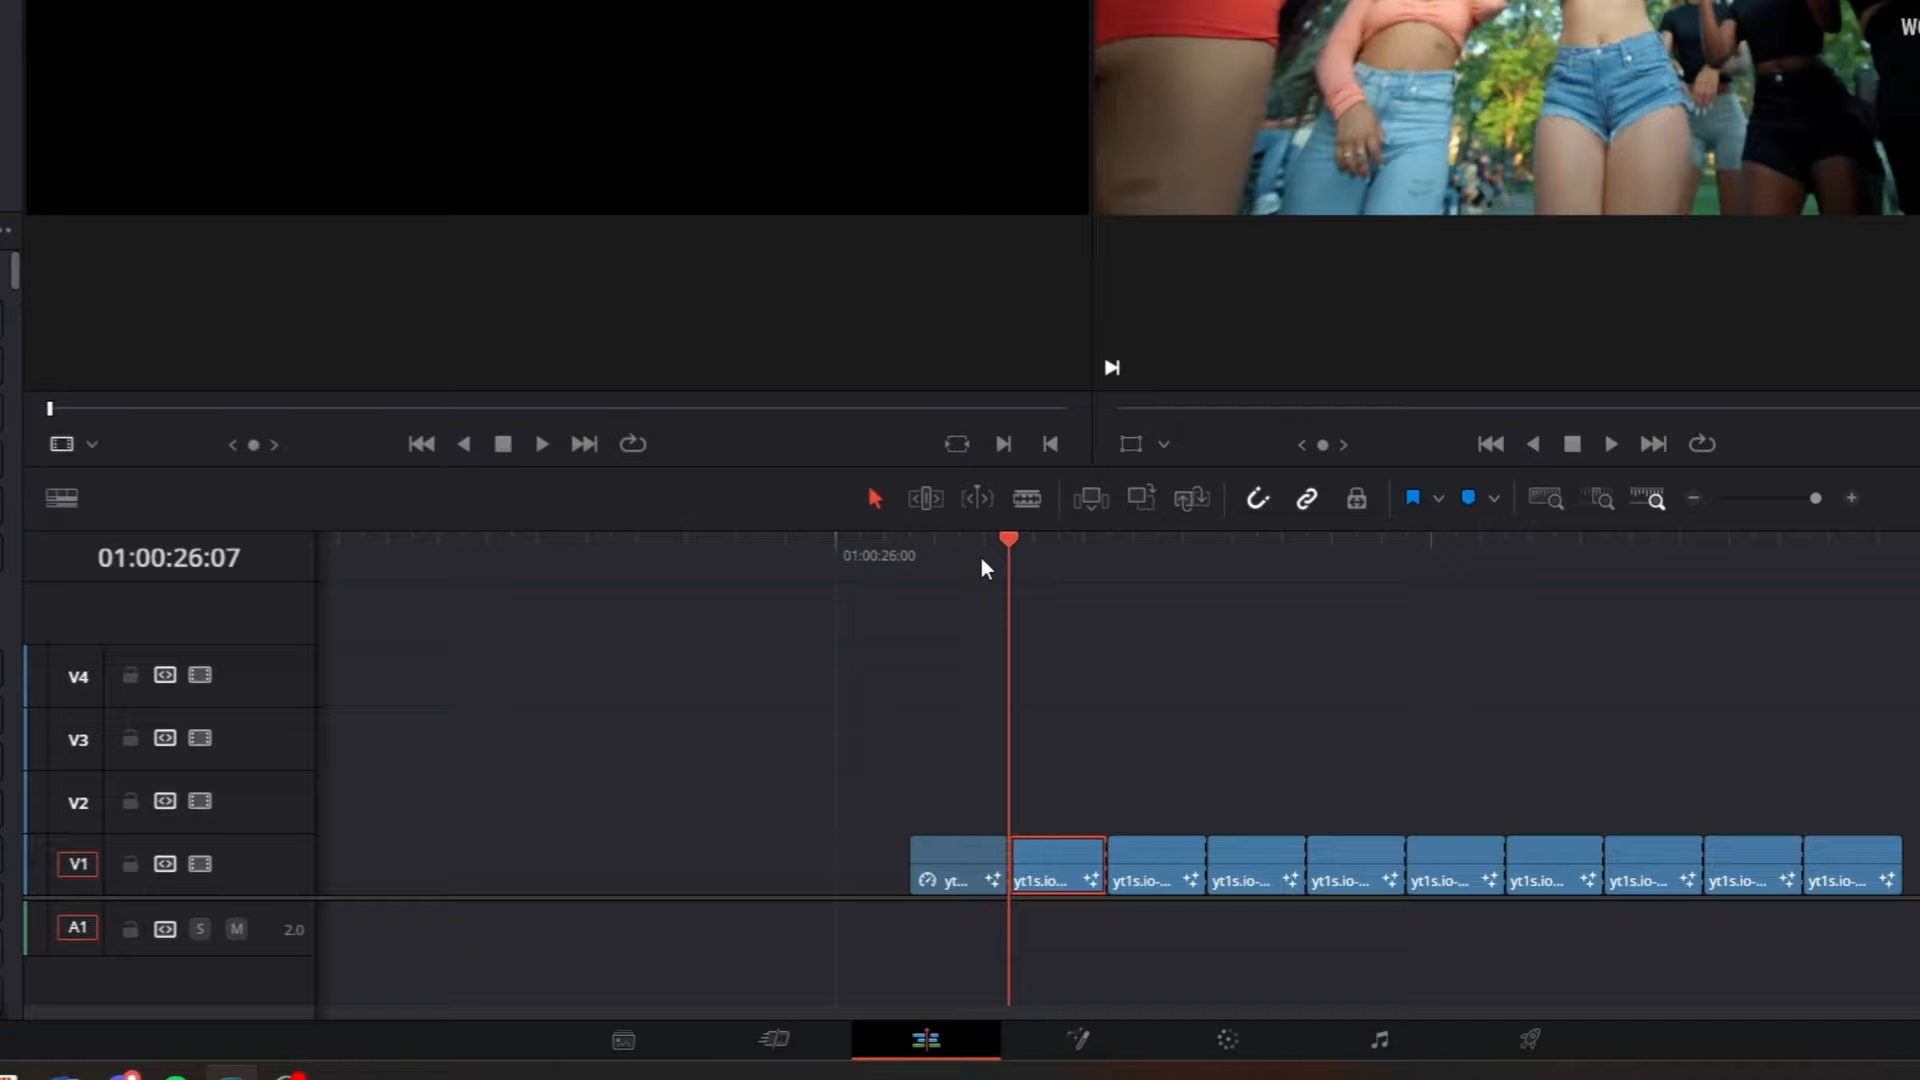 01:00:26:07
01:00:26:00
V4
V3
V2
V1
yt...
yt1s.io...
yt1s.io-...
yt1s.io-...
yt1s.io-...
yt1s.io-...
yt1s.io...
yt1s.io-...
yt1s.io-...
yt1s.io-...
A1
S
M
2.0